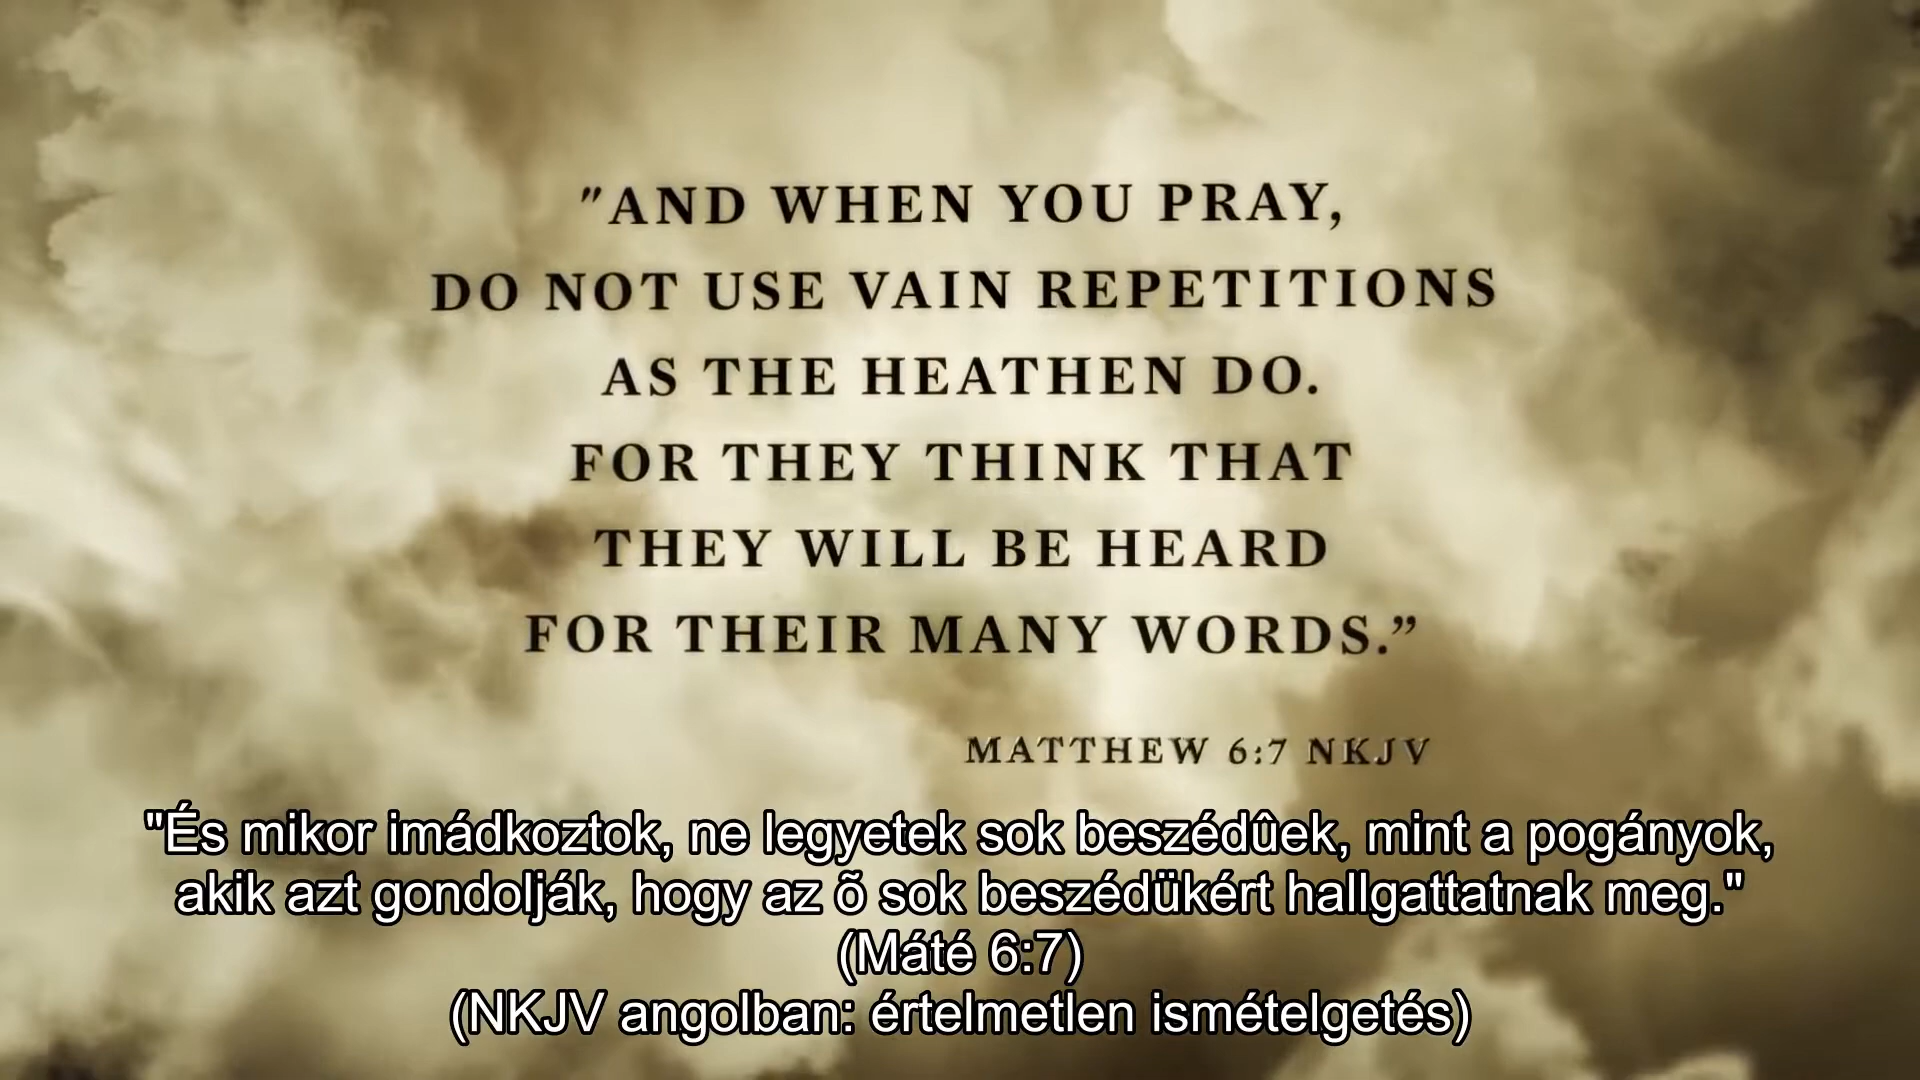 "AND WHEN YOU PRAY,
DO NOT USE VAIN REPETITIONS
AS THE HEATHEN DO.
FOR THEY THINK THAT
THEY WILL BE HEARD
FOR THEIR MANY WORDS.”
MATTHEW 6:7 NKJV
"És mikor imádkoztok, ne legyetek sok beszédûek, mint a pogányok,
akik azt gondolják, hogy az õ sok beszédükért hallgattatnak meg."
(Máté 6:7)
(NKJV angolban: értelmetlen ismételgetés)